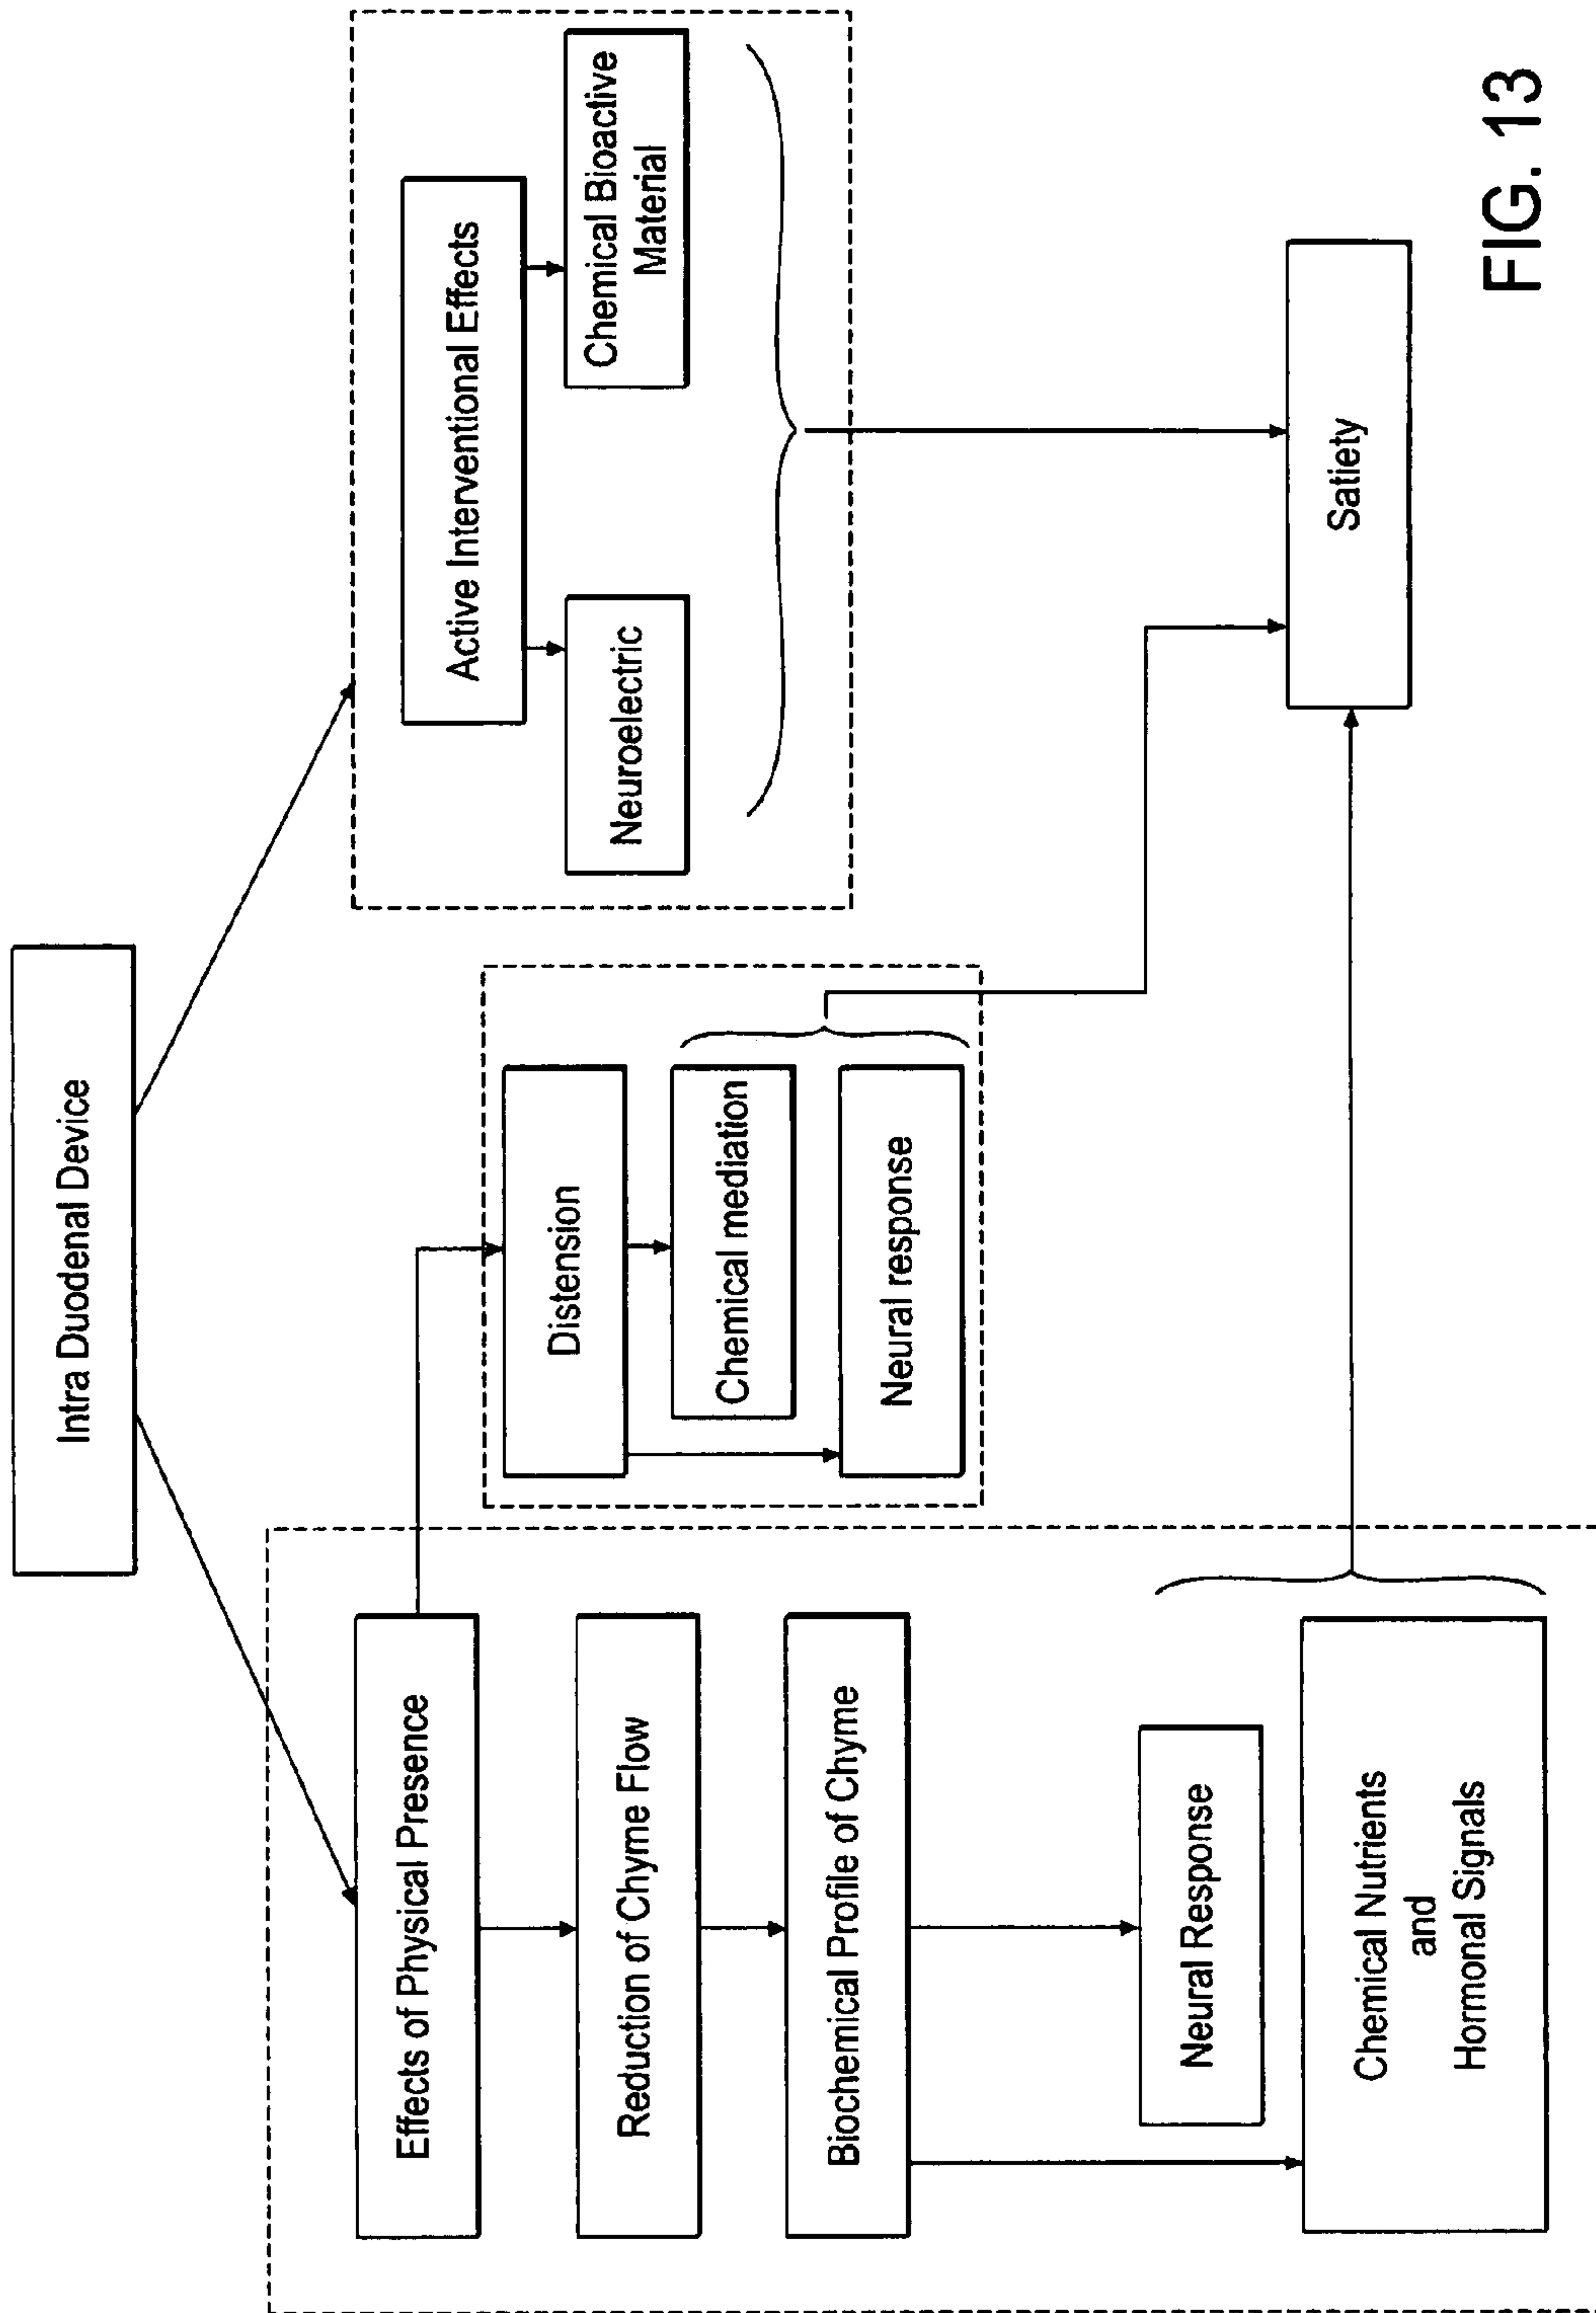 Intra Duodenal Device
Effects of Physical Presence
Reduction of Chyme Flow
Biochemical Profile of Chyme
Neural Response
Chemical Nutrients
and
Hormonal Signals
Distension
Chemical mediation
Neural response
Active Interventional Effects
Neuroelectric
Chemical Bioactive
Material
Satiety
FIG. 13